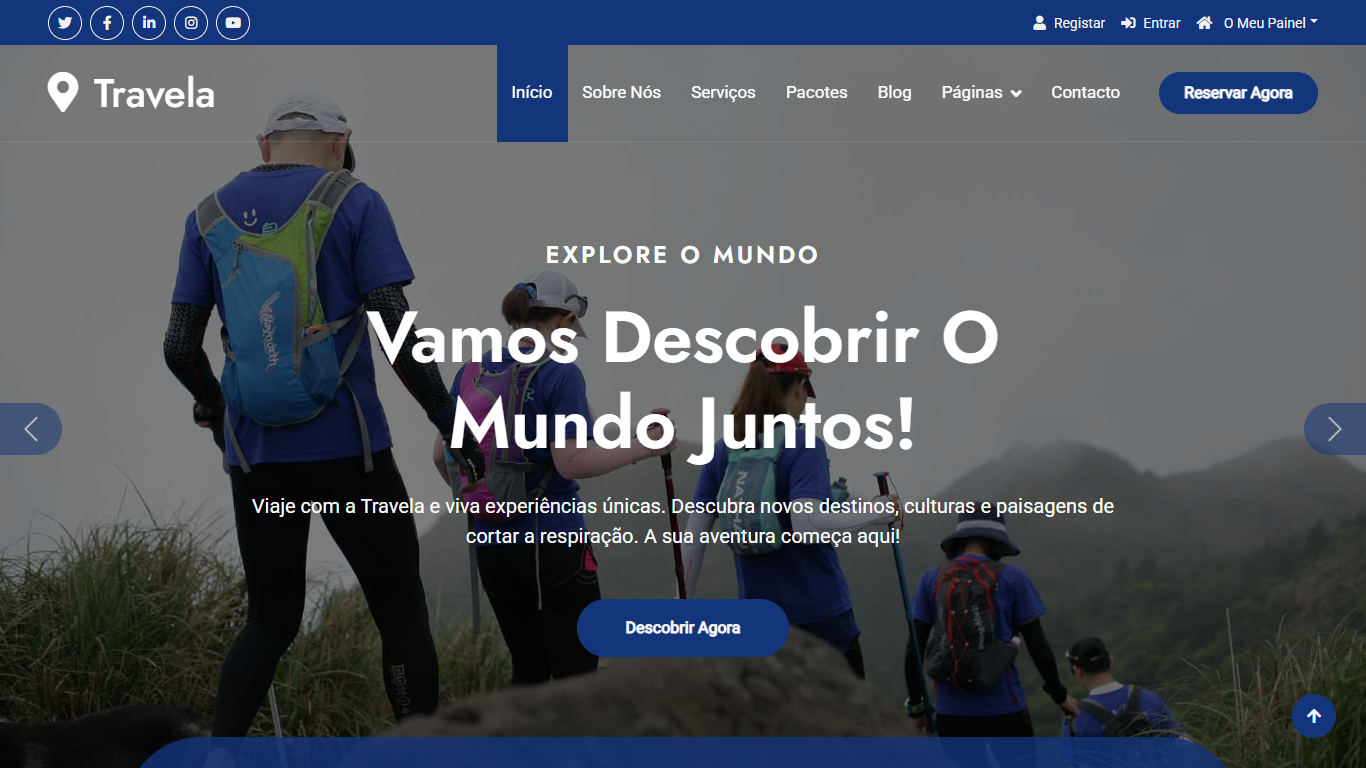 Registar Entrar O Meu Painel
Travela
Início Sobre Nós Serviços Pacotes Blog Páginas Contacto Reservar Agora
EXPLORE O MUNDO
Vamos Descobrir O
Mundo Juntos!
Viaje com a Travela e viva experiências únicas. Descubra novos destinos, culturas e paisagens de
cortar a respiração. A sua aventura começa aqui!
Descobrir Agora